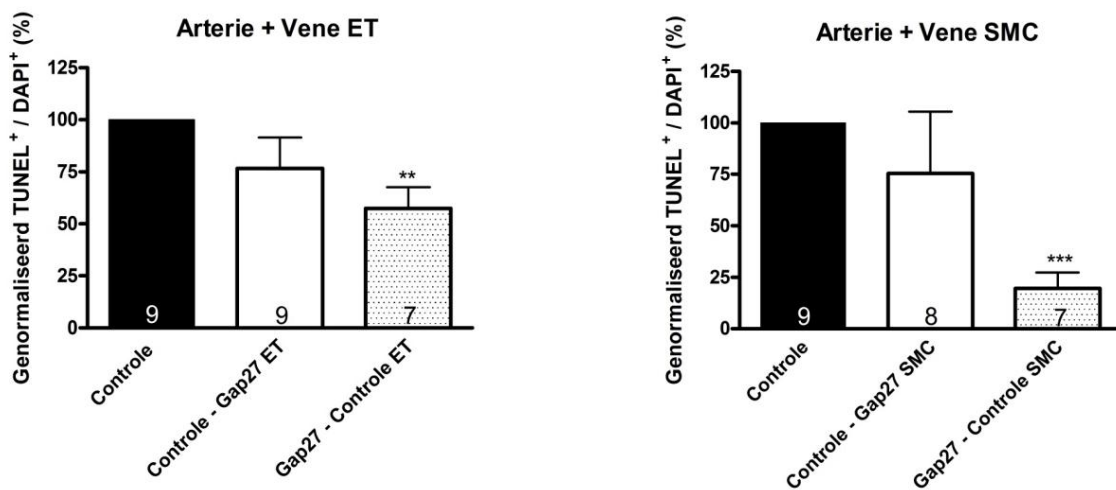 Arterie + Vene ET
Genormaliseerd TUNEL⁺ / DAPI⁺ (%)
125
100
75
50
25
0
**
9
9
7
Controle
Controle - Gap27 ET
Gap27 - Controle ET
Arterie + Vene SMC
Genormaliseerd TUNEL⁺ / DAPI⁺ (%)
125
100
75
50
25
0
***
9
8
7
Controle
Controle - Gap27 SMC
Gap27 - Controle SMC